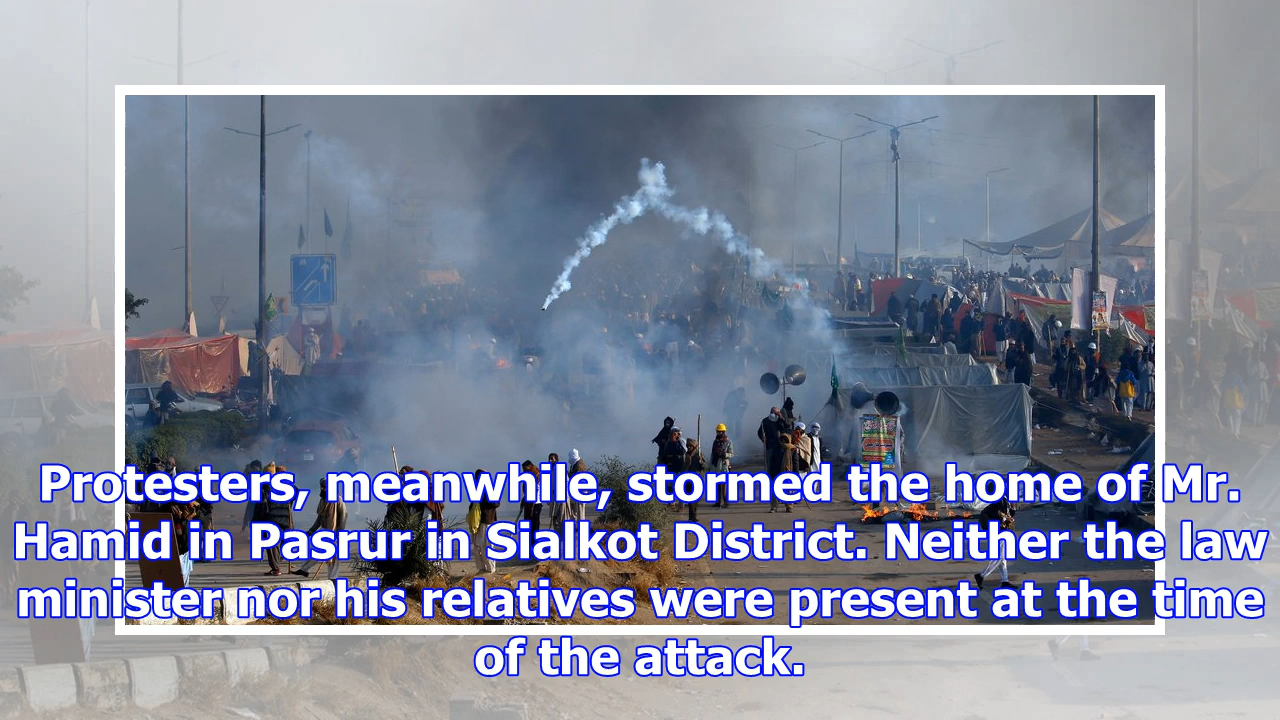 Protesters, meanwhile, stormed the home of Mr.
Hamid in Pasrur in Sialkot District. Neither the law
minister nor his relatives were present at the time
of the attack.